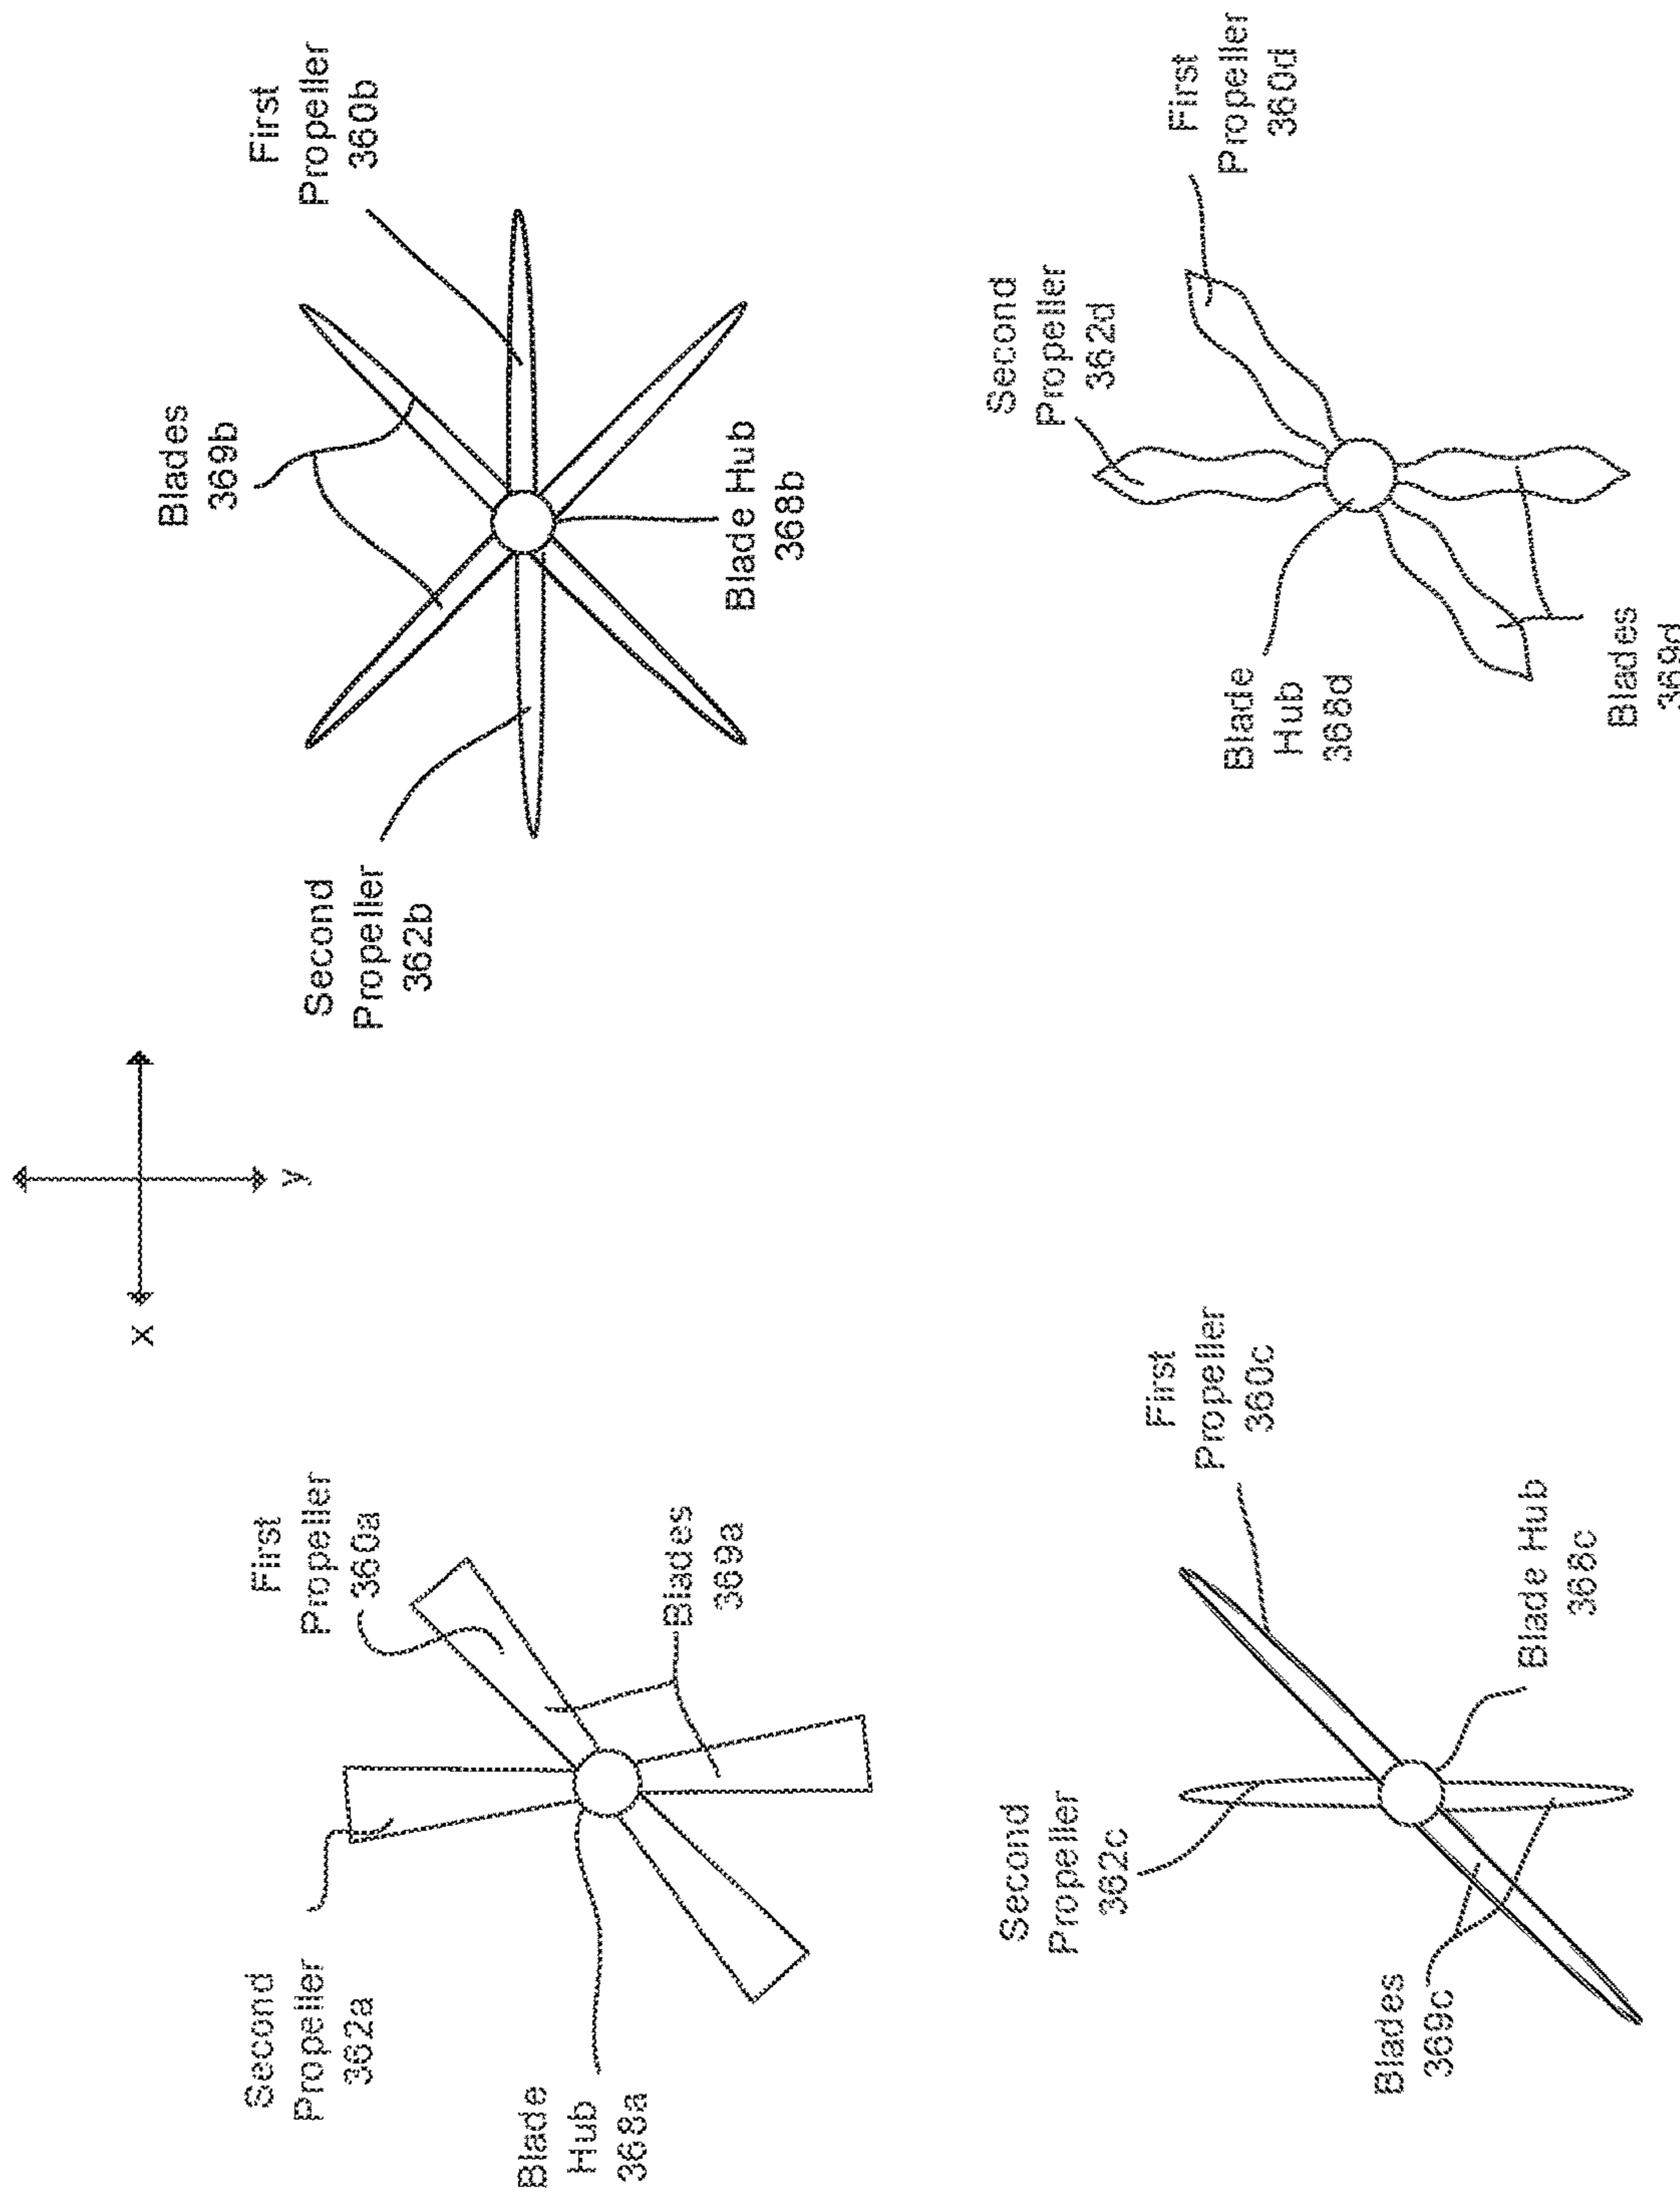 x
y
Second
Propeller
362a
First
Propeller
360a
Blade
Hub
368a
Blades
369a
Blades
369b
First
Propeller
360b
Second
Propeller
362b
Blade Hub
368b
Second
Propeller
362c
First
Propeller
360c
Blades
369c
Blade Hub
368c
Second
Propeller
362d
First
Propeller
360d
Blade
Hub
368d
Blades
369d